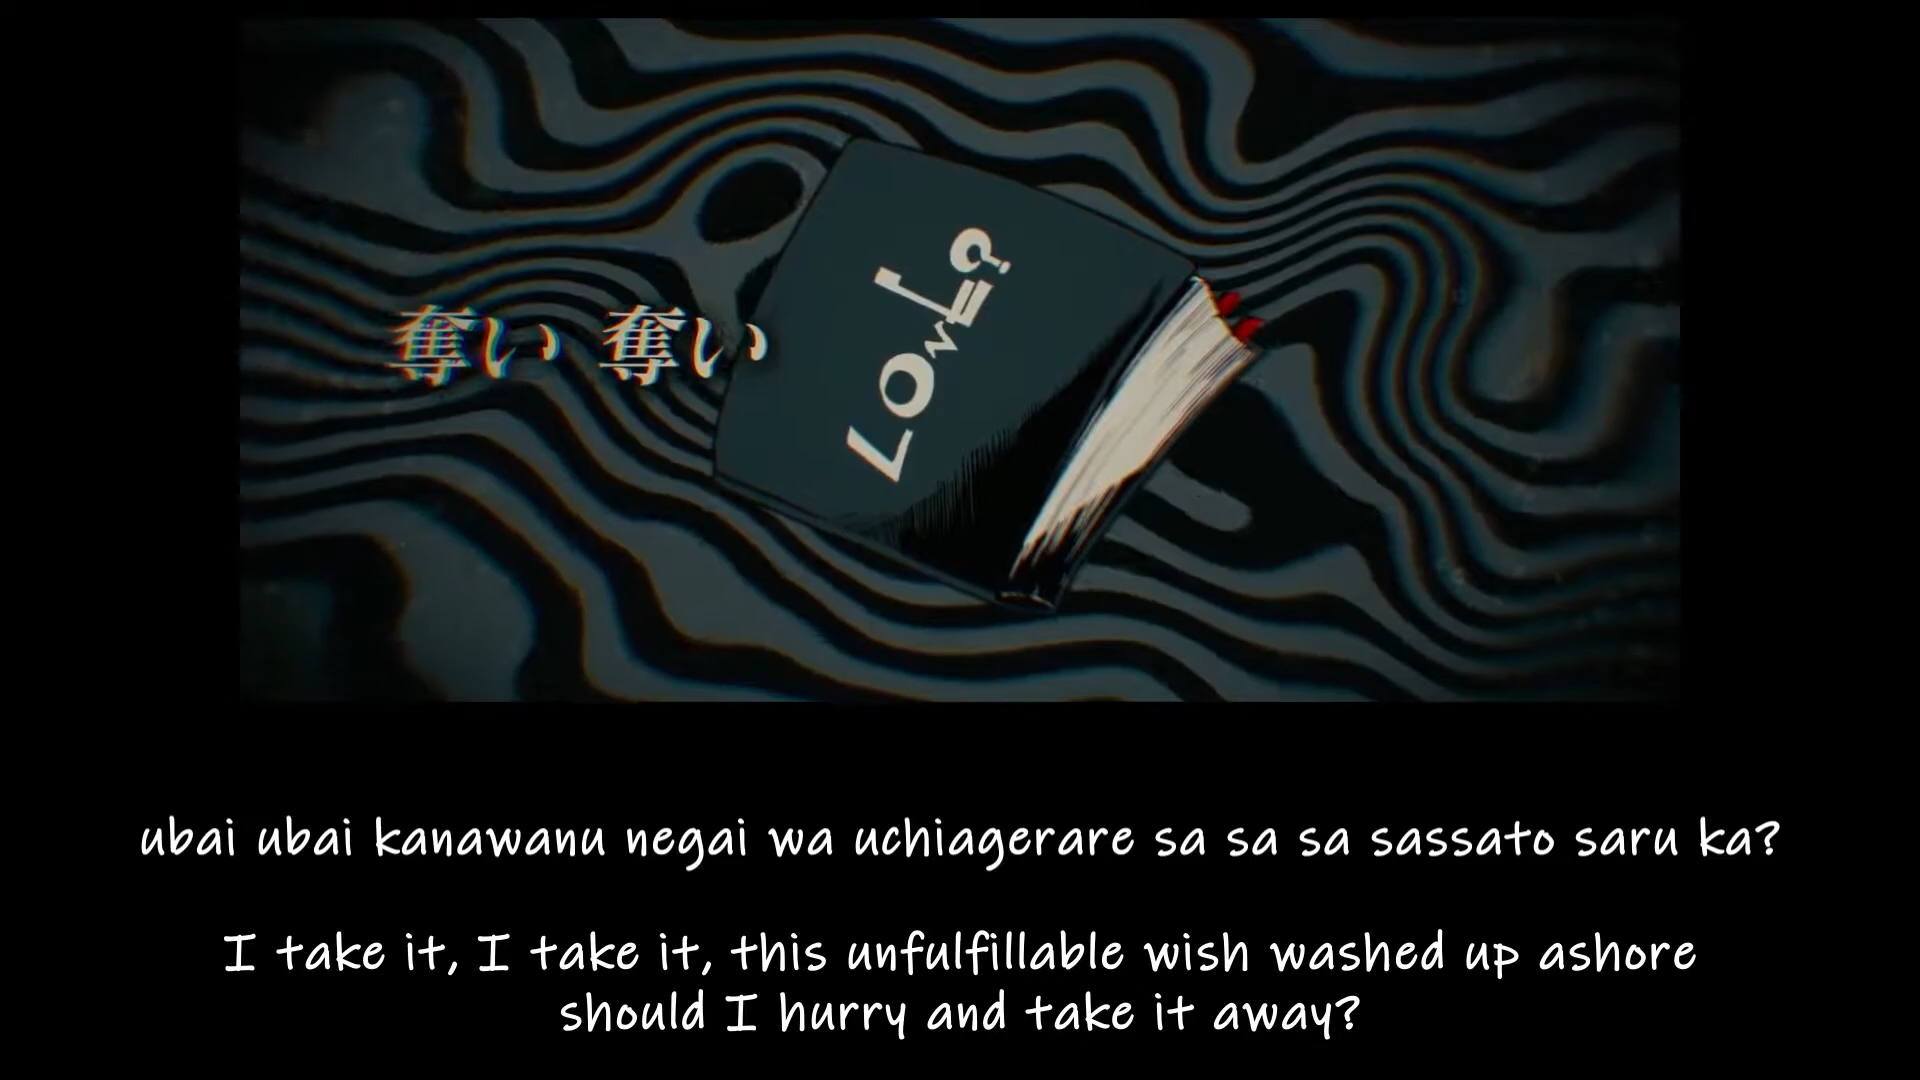 奪い 奪い
LOVE?
ubai ubai kanawanu negai wa uchiagerare sa sa sa sassato saru ka?
I take it, I take it, this unfulfillable wish washed up ashore
should I hurry and take it away?